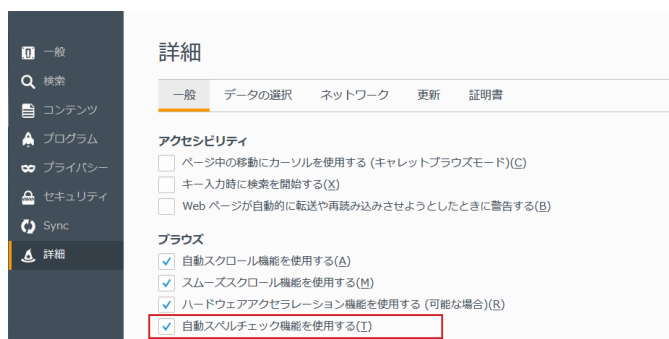 一般
検索
コンテンツ
プログラム
プライバシー
セキュリティ
Sync
詳細
詳細
一般 データの選択 ネットワーク 更新 証明書
アクセシビリティ
ページ中の移動にカーソルを使用する (キャレットブラウズモード)(C)
キー入力時に検索を開始する(X)
Web ページが自動的に転送や再読み込みさせようとしたときに警告する(B)
ブラウズ
自動スクロール機能を使用する(A)
スムーズスクロール機能を使用する(M)
ハードウェアアクセラレーション機能を使用する (可能な場合)(R)
自動スペルチェック機能を使用する(T)